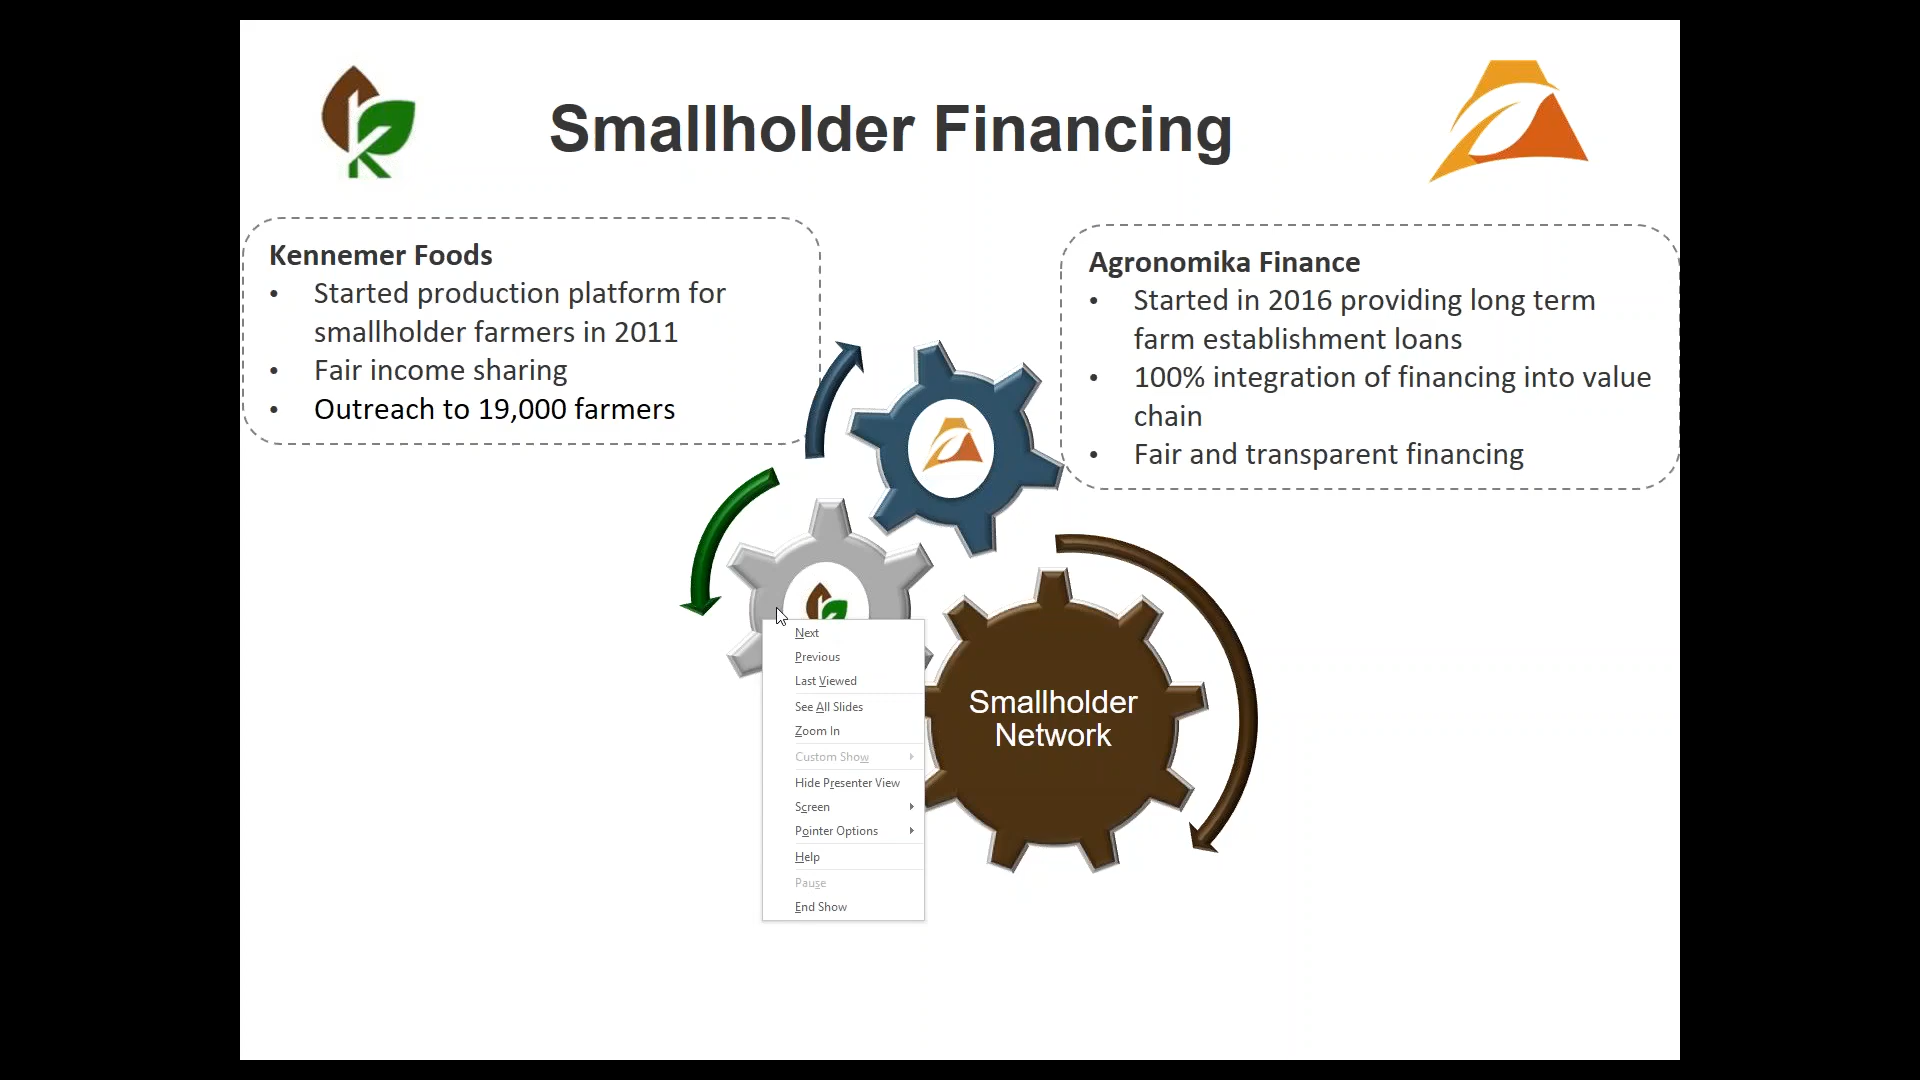 Smallholder Financing
Kennemer Foods
• Started production platform for
smallholder farmers in 2011
• Fair income sharing
• Outreach to 19,000 farmers
Agronomika Finance
• Started in 2016 providing long term
farm establishment loans
• 100% integration of financing into value
chain
• Fair and transparent financing
Smallholder
Network
Next
Previous
Last Viewed
See All Slides
Zoom In
Custom Show
Hide Presenter View
Screen
Pointer Options
Help
Pause
End Show